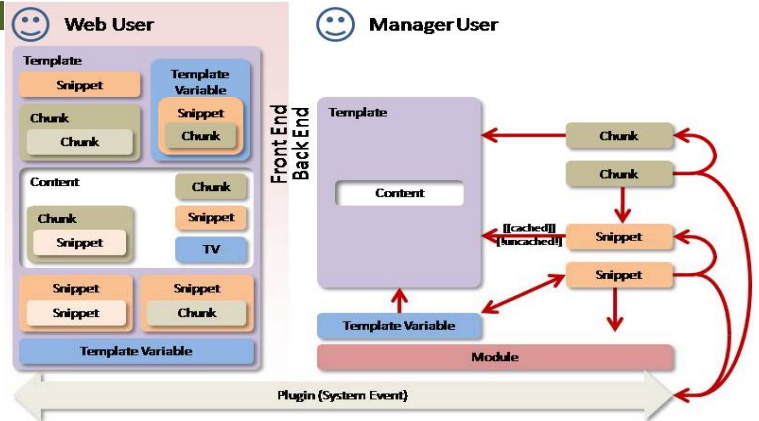 Web User
Template
Snippet
Template
Variable
Snippet
Chunk
Chunk
Chunk
Content
Chunk
Snippet
Chunk
Snippet
TV
Snippet
Snippet
Snippet
Chunk
Template Variable
Front End
Back End
Manager User
Template
Content
Chunk
Chunk
[[cached]]
[!uncached!]
Snippet
Snippet
Template Variable
Module
Plugin (System Event)